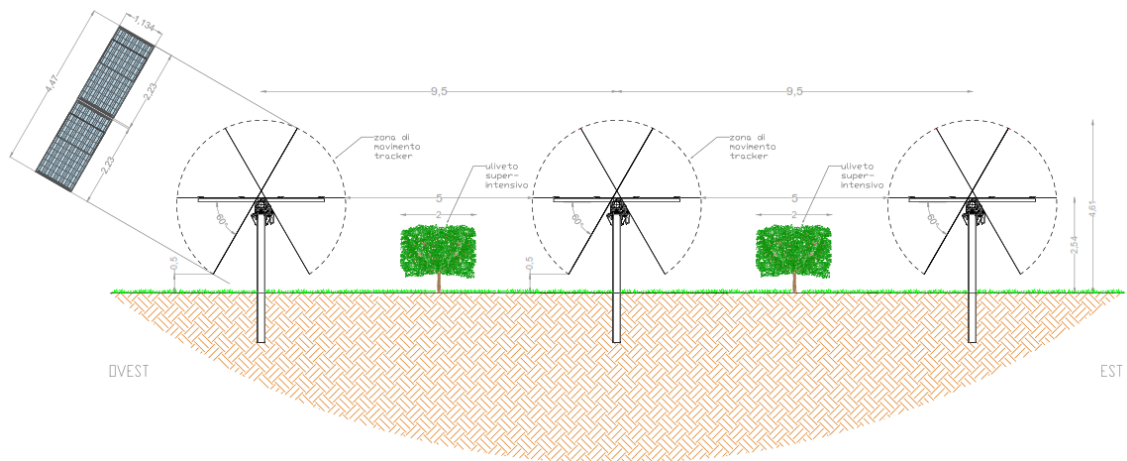 1,134
4,47
2,23
2,23
9,5
9,5
zona di
movimento
tracker
zona di
movimento
tracker
uliveto
super-
intensivo
uliveto
super-
intensivo
5
5
2
2
60°
60°
60°
0,5
0,5
2,54
4,61
OVEST
EST